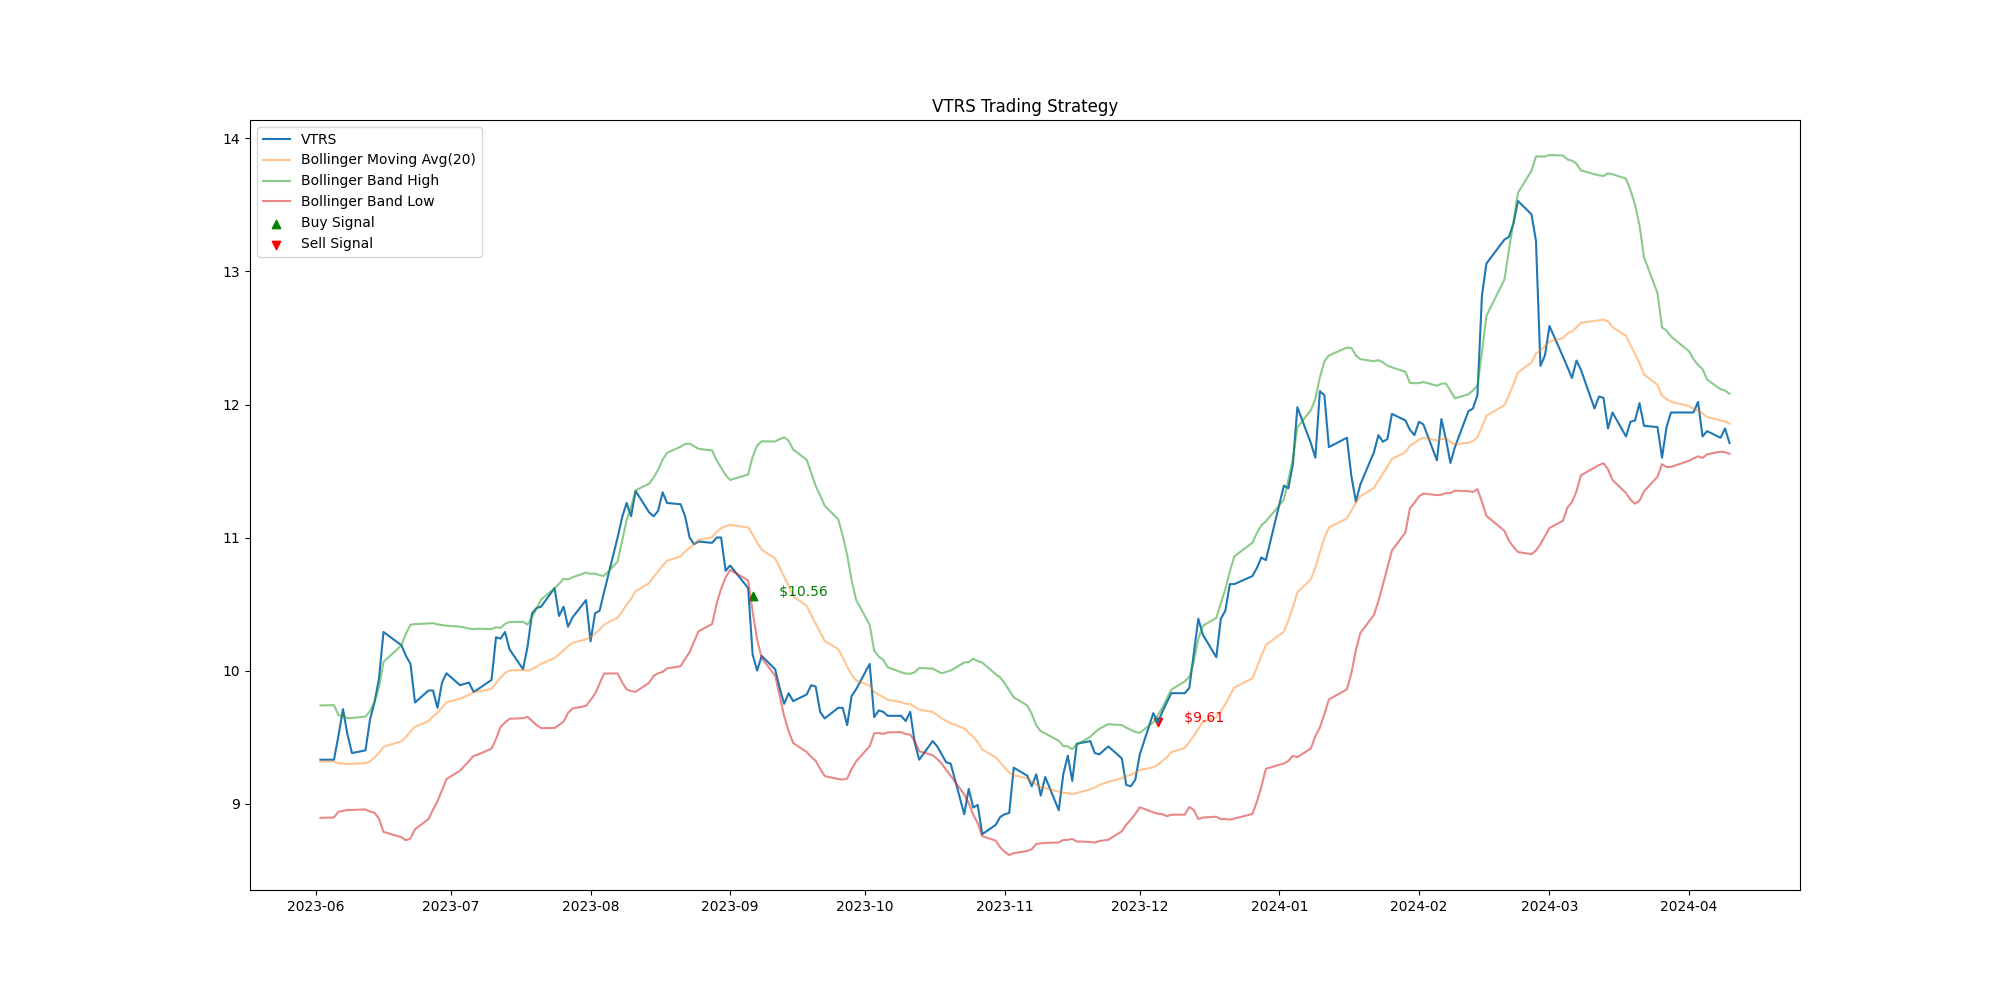 VTRS Trading Strategy
VTRS
Bollinger Moving Avg(20)
Bollinger Band High
Bollinger Band Low
Buy Signal
Sell Signal
14
13
12
11
10
9
$10.56
$9.61
2023-06 2023-07 2023-08 2023-09 2023-10 2023-11 2023-12 2024-01 2024-02 2024-03 2024-04